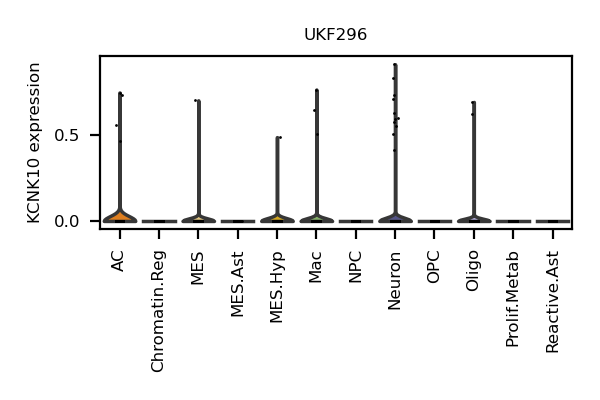 UKF296
KCNK10 expression
0.5
0.0
AC
Chromatin.Reg
MES
MES.Ast
MES.Hyp
Mac
NPC
Neuron
OPC
Oligo
Prolif.Metab
Reactive.Ast